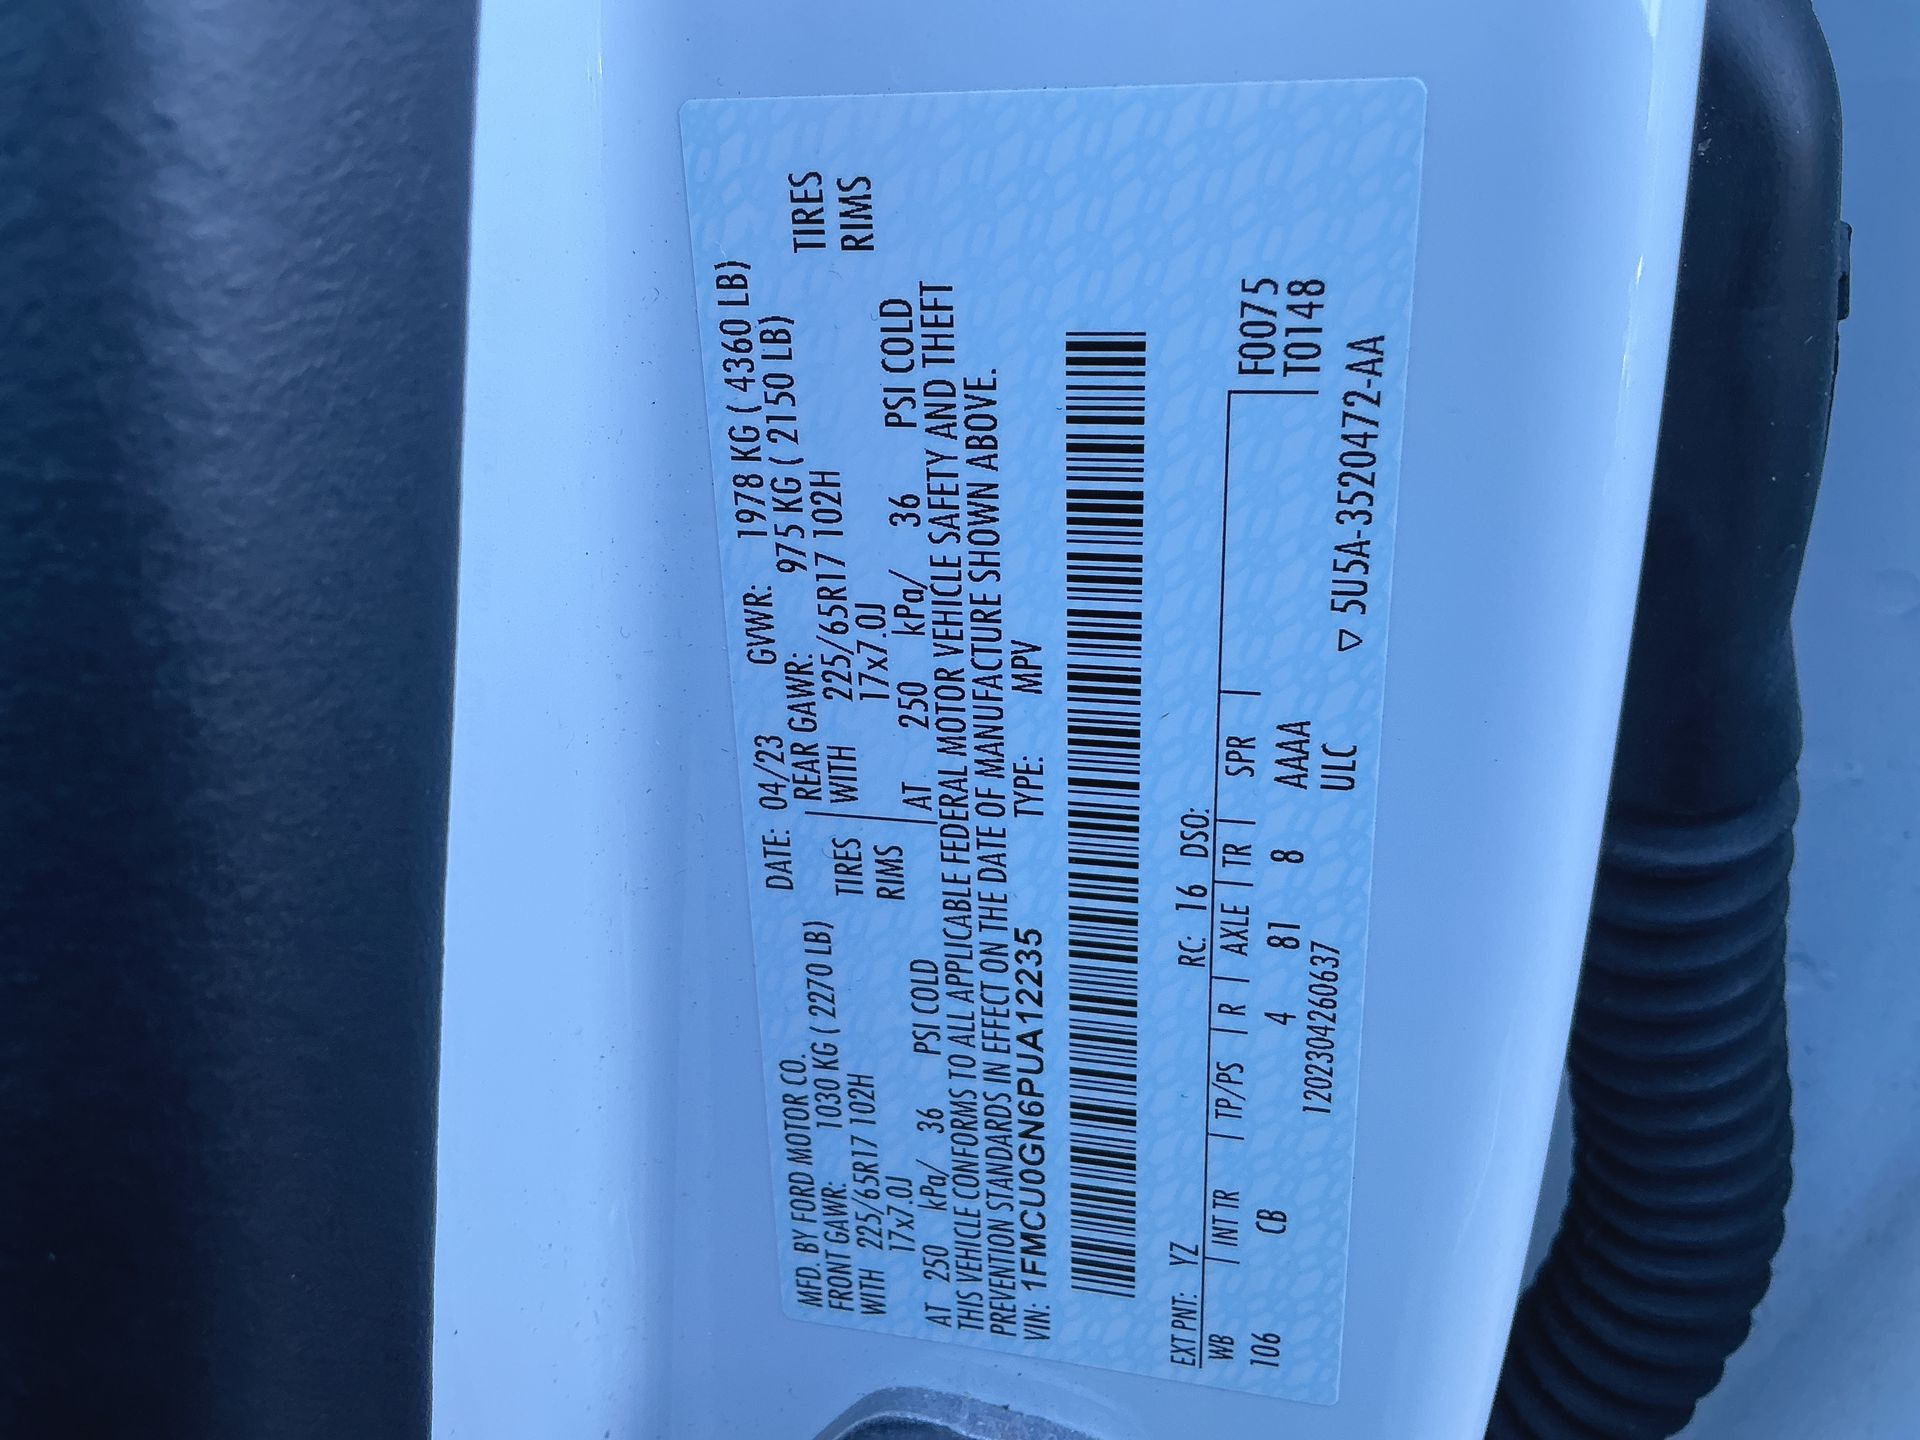 MFD. BY FORD MOTOR CO. DATE: 04/23 GVWR: 1978 KG ( 4360 LB)
FRONT GAWR: 1030 KG ( 2270 LB) REAR GAWR: 975 KG ( 2150 LB)
WITH 225/65R17 102H TIRES WITH 225/65R17 102H TIRES
17x7.0J RIMS 17x7.0J RIMS
AT 250 kPa/ 36 PSI COLD AT 250 kPa/ 36 PSI COLD
THIS VEHICLE CONFORMS TO ALL APPLICABLE FEDERAL MOTOR VEHICLE SAFETY AND THEFT
PREVENTION STANDARDS IN EFFECT ON THE DATE OF MANUFACTURE SHOWN ABOVE.
VIN: 1FMCU0GN6PUA12235 TYPE: MPV
EXT PNT: YZ RC: 16 DSO:
WB | INT TR | TP/PS | R | AXLE | TR | SPR | F0075
106 CB 4 81 8 AAAA T0148
1202304260637 ULC
▽ 5U5A-3520472-AA